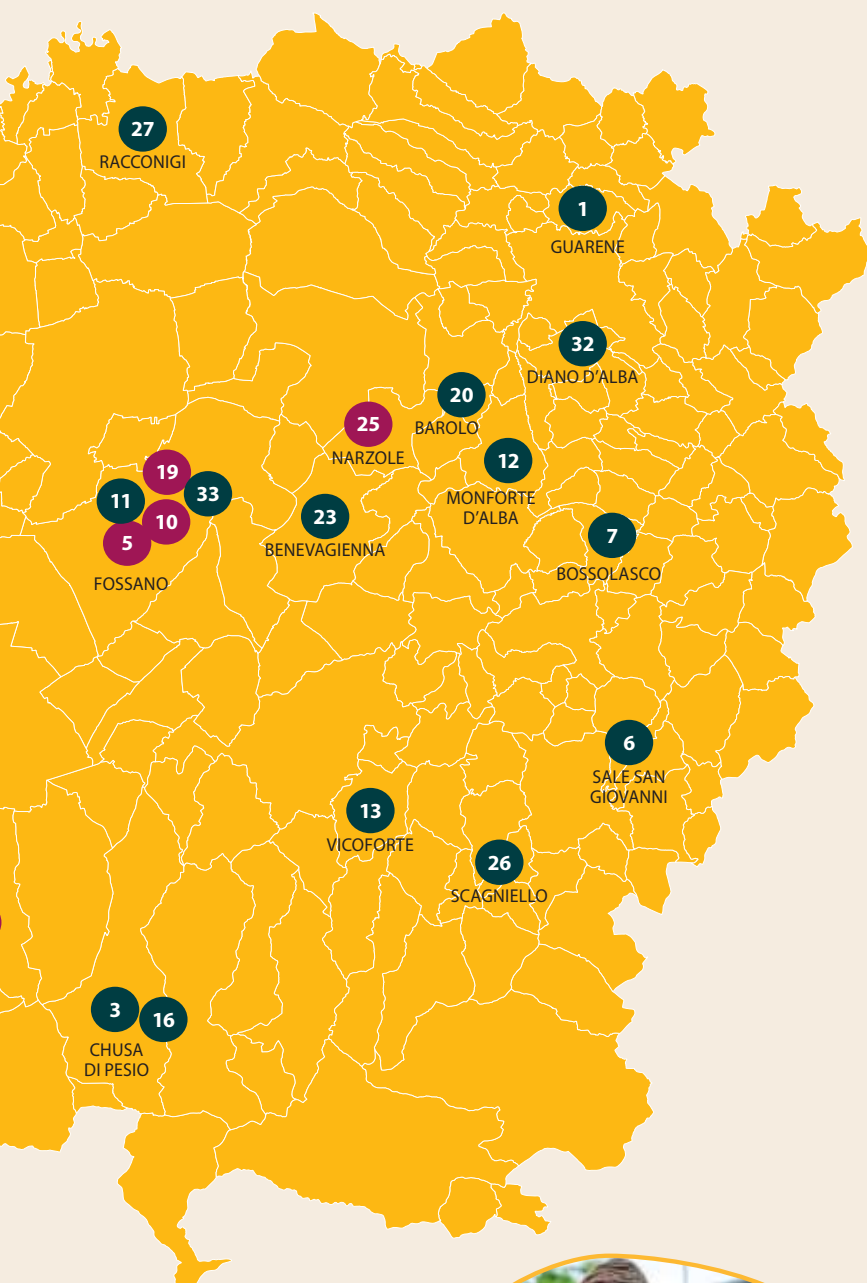 27
RACCONIGI
1
GUARENE
32
DIANO D'ALBA
20
BAROLO
25
NARZOLE
12
MONFORTE
D'ALBA
19
11
33
10
5
FOSSANO
23
BENEVAGIENNA
7
BOSSOLASCO
6
SALE SAN
GIOVANNI
13
VICOFORTE
26
SCAGNIELLO
3
16
CHUSA
DI PESIO